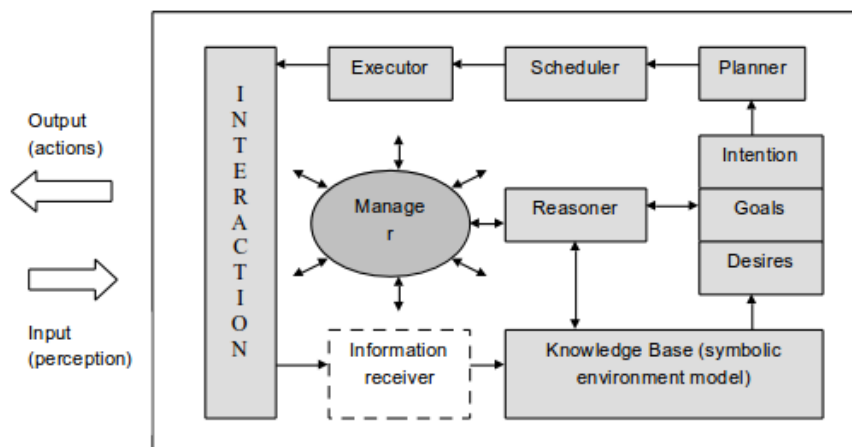 Output
(actions)
Input
(perception)
INTERACTION
Executor
Scheduler
Planner
Intention
Goals
Desires
Manage
r
Reasoner
Information
receiver
Knowledge Base (symbolic
environment model)